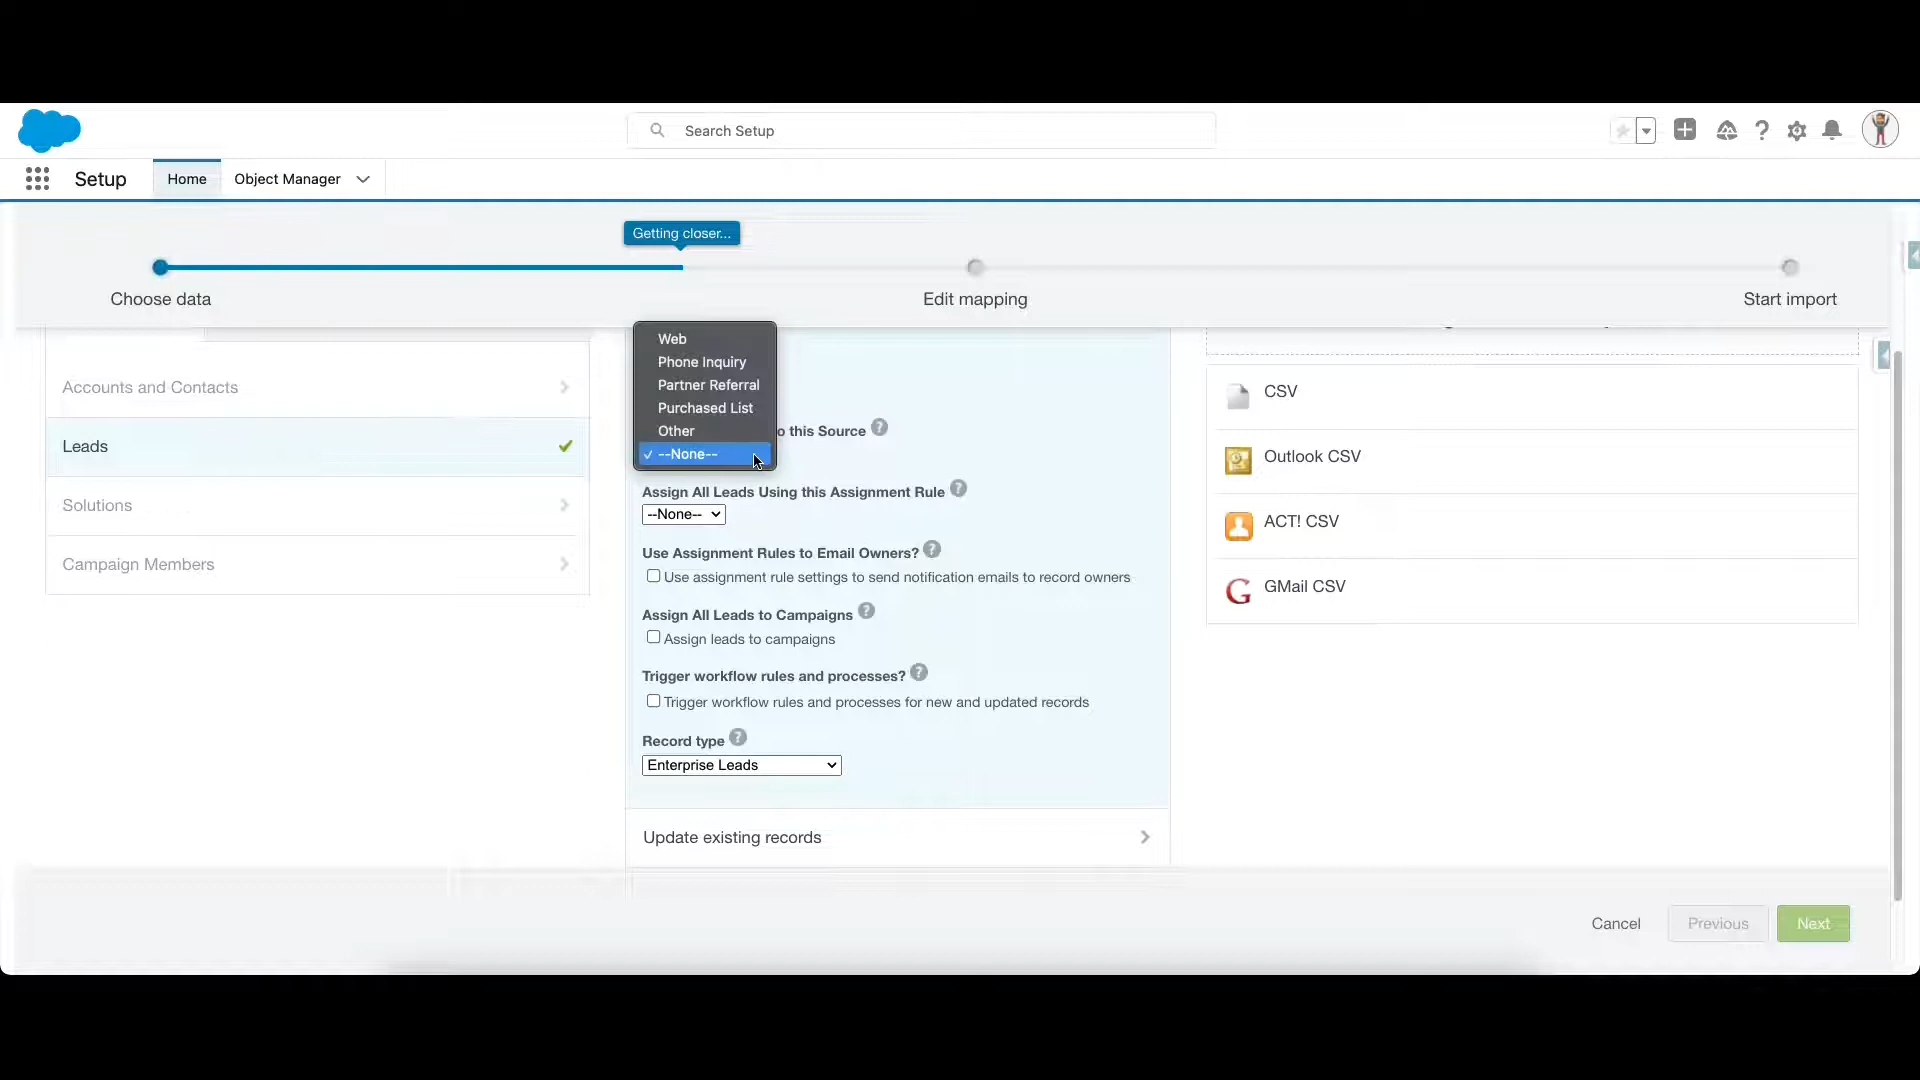 Search Setup
Setup
Home
Object Manager
Getting closer...
Choose data
Edit mapping
Start import
Accounts and Contacts
Leads
Solutions
Campaign Members
Web
Phone Inquiry
Partner Referral
Purchased List
Other
✓ --None--
o this Source ?
Assign All Leads Using this Assignment Rule ?
--None--
Use Assignment Rules to Email Owners? ?
Use assignment rule settings to send notification emails to record owners
Assign All Leads to Campaigns ?
Assign leads to campaigns
Trigger workflow rules and processes? ?
Trigger workflow rules and processes for new and updated records
Record type ?
Enterprise Leads
Update existing records
CSV
Outlook CSV
ACT! CSV
GMail CSV
Cancel
Previous
Next